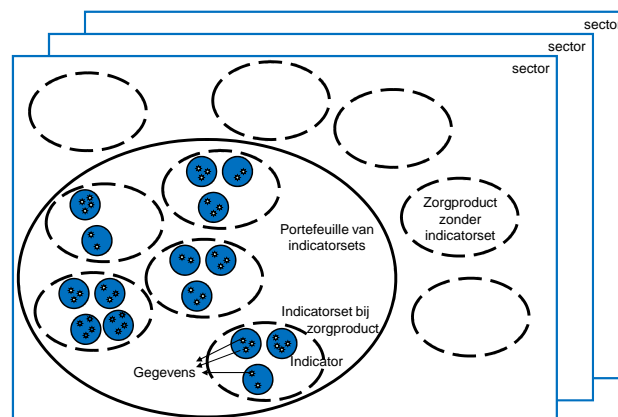 sector
sector
sector
Zorgproduct
zonder
indicatorset
Portefeuille van
indicatorsets
Indicatorset bij
zorgproduct
Indicator
Gegevens